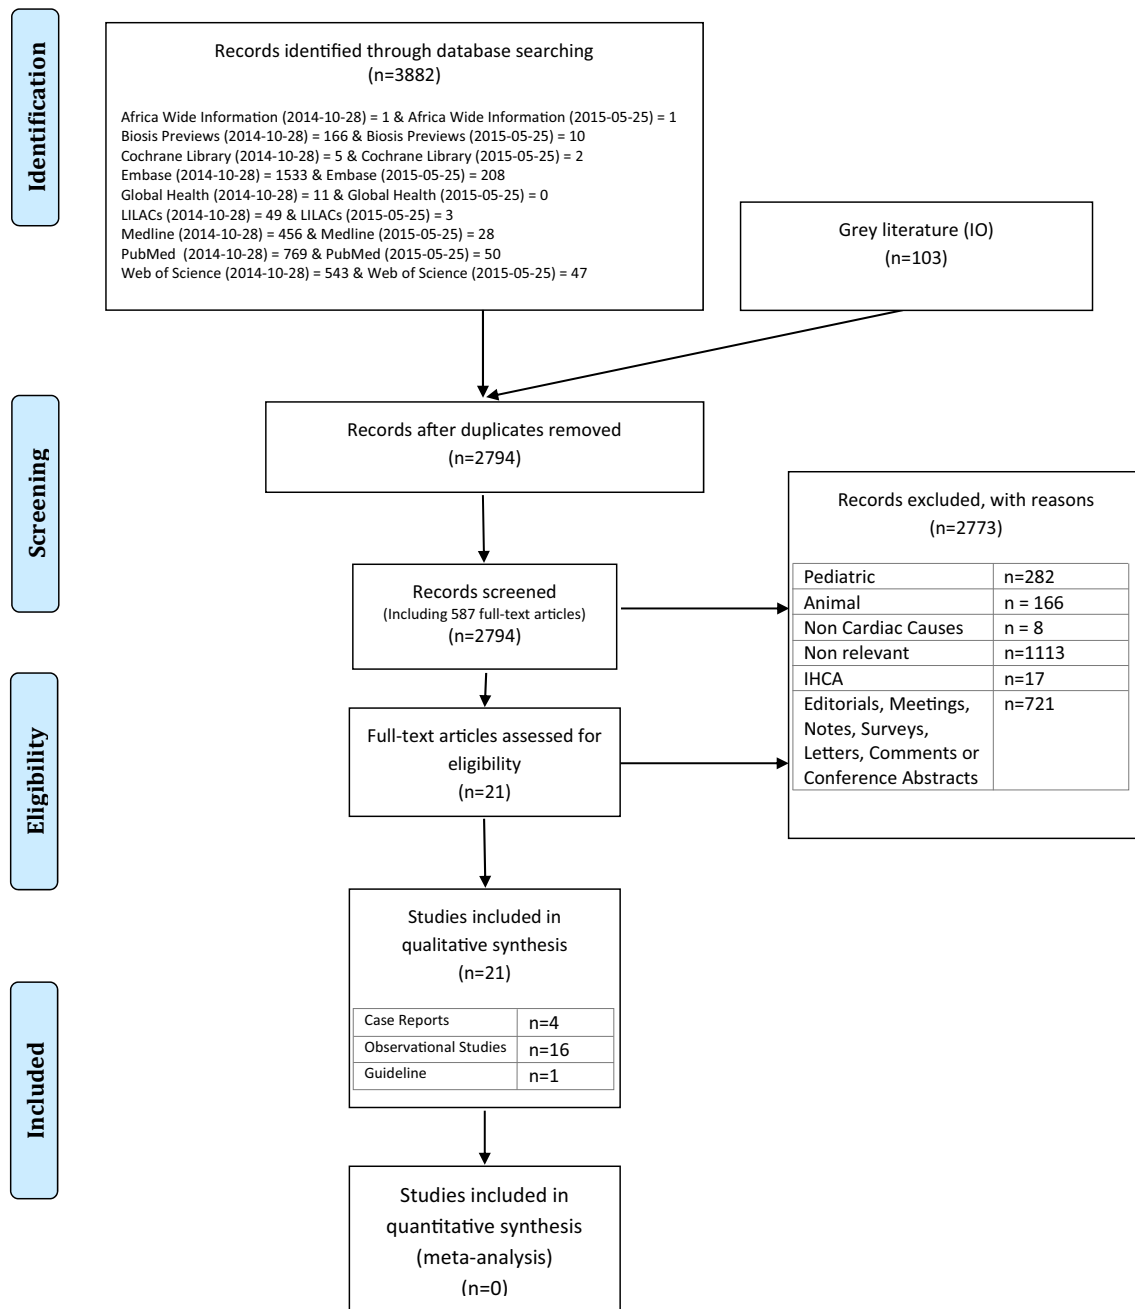 Identification
Records identified through database searching
(n=3882)
Africa Wide Information (2014-10-28) = 1 & Africa Wide Information (2015-05-25) = 1
Biosis Previews (2014-10-28) = 166 & Biosis Previews (2015-05-25) = 10
Cochrane Library (2014-10-28) = 5 & Cochrane Library (2015-05-25) = 2
Embase (2014-10-28) = 1533 & Embase (2015-05-25) = 208
Global Health (2014-10-28) = 11 & Global Health (2015-05-25) = 0
LILACs (2014-10-28) = 49 & LILACs (2015-05-25) = 3
Medline (2014-10-28) = 456 & Medline (2015-05-25) = 28
PubMed (2014-10-28) = 769 & PubMed (2015-05-25) = 50
Web of Science (2014-10-28) = 543 & Web of Science (2015-05-25) = 47
Grey literature (IO)
(n=103)
Screening
Records after duplicates removed
(n=2794)
Records screened
(Including 587 full-text articles)
(n=2794)
Records excluded, with reasons
(n=2773)
Pediatric n=282
Animal n = 166
Non Cardiac Causes n = 8
Non relevant n=1113
IHCA n=17
Editorials, Meetings, n=721
Notes, Surveys,
Letters, Comments or
Conference Abstracts
Eligibility
Full-text articles assessed for
eligibility
(n=21)
Included
Studies included in
qualitative synthesis
(n=21)
Case Reports n=4
Observational Studies n=16
Guideline n=1
Studies included in
quantitative synthesis
(meta-analysis)
(n=0)